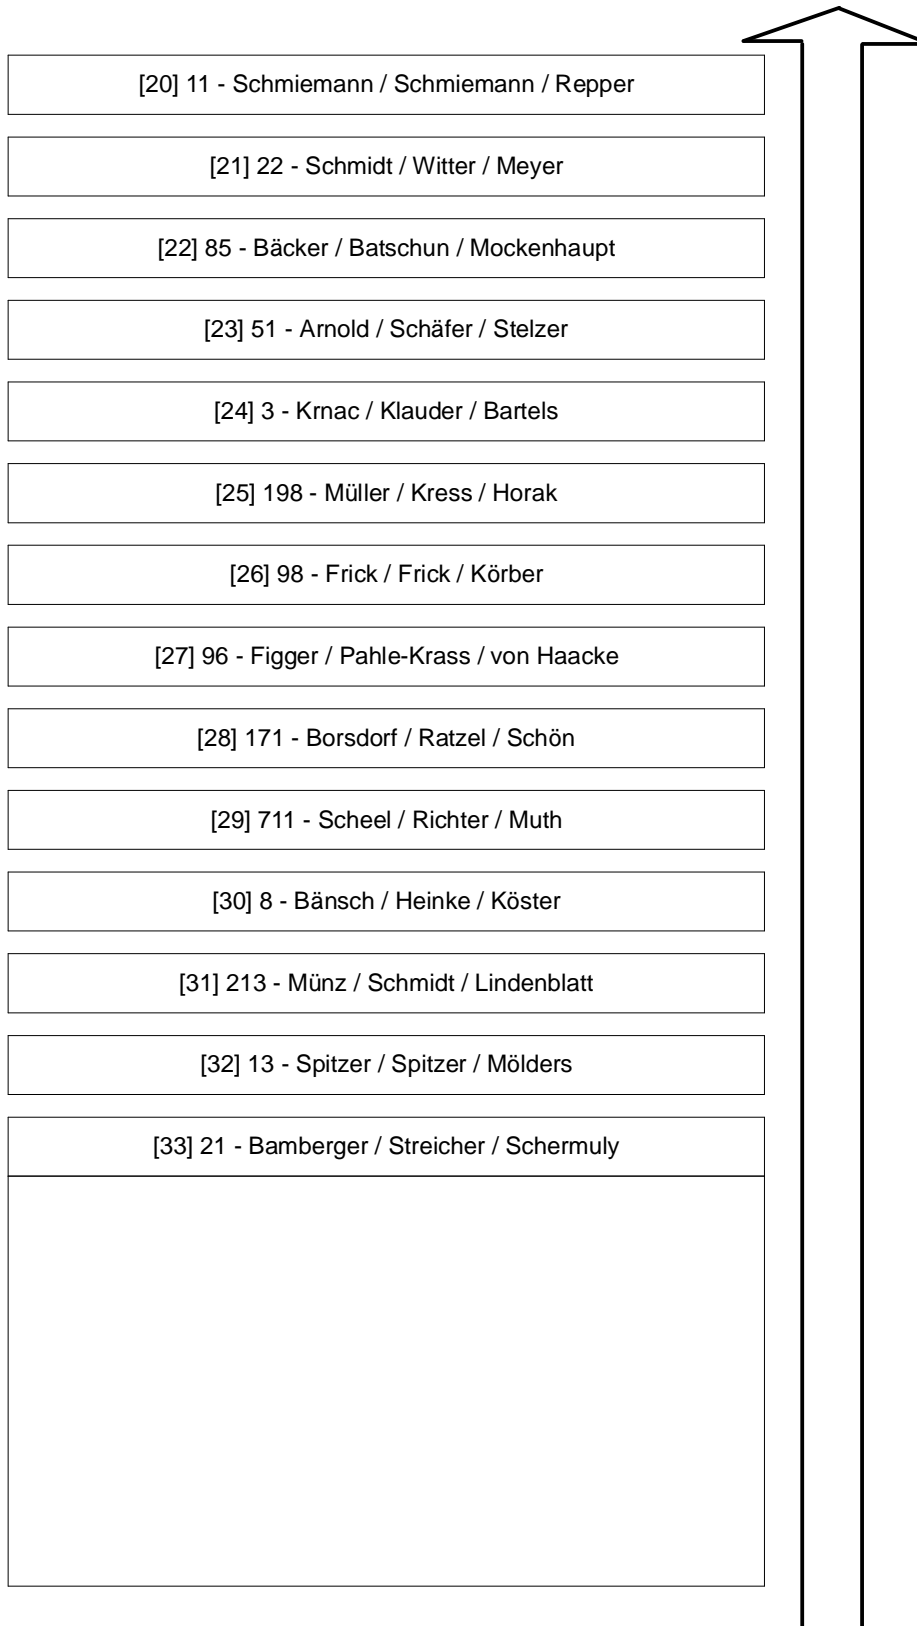 [20] 11 - Schmiemann / Schmiemann / Repper
[21] 22 - Schmidt / Witter / Meyer
[22] 85 - Bäcker / Batschun / Mockenhaupt
[23] 51 - Arnold / Schäfer / Stelzer
[24] 3 - Krnac / Klauder / Bartels
[25] 198 - Müller / Kress / Horak
[26] 98 - Frick / Frick / Körber
[27] 96 - Figger / Pahle-Krass / von Haacke
[28] 171 - Borsdorf / Ratzel / Schön
[29] 711 - Scheel / Richter / Muth
[30] 8 - Bänsch / Heinke / Köster
[31] 213 - Münz / Schmidt / Lindenblatt
[32] 13 - Spitzer / Spitzer / Mölders
[33] 21 - Bamberger / Streicher / Schermuly